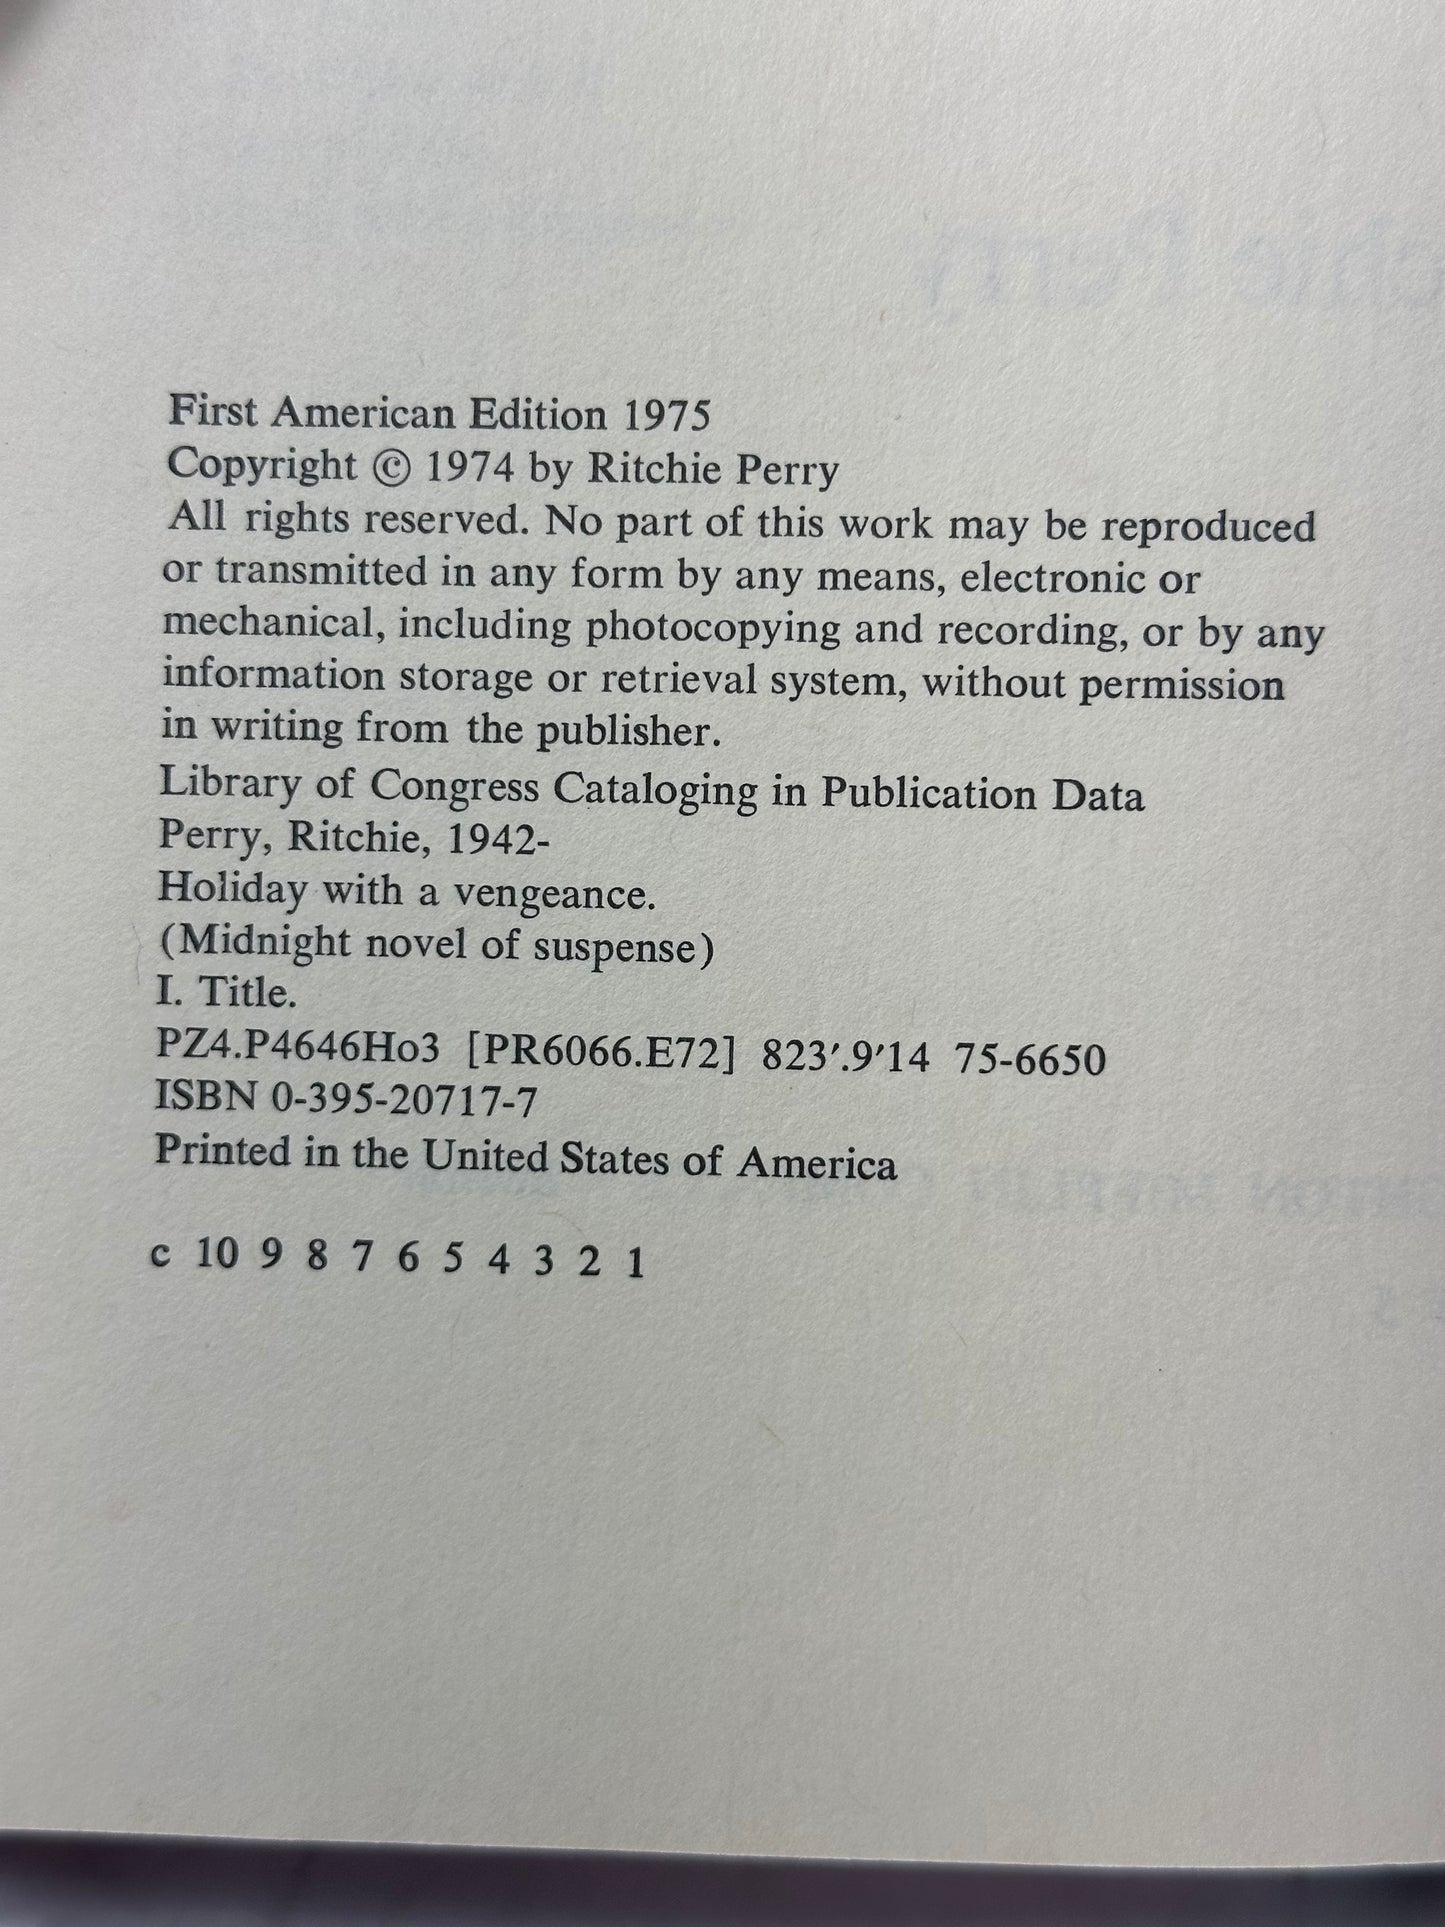 First American Edition 1975
Copyright © 1974 by Ritchie Perry
All rights reserved. No part of this work may be reproduced
or transmitted in any form by any means, electronic or
mechanical, including photocopying and recording, or by any
information storage or retrieval system, without permission
in writing from the publisher.
Library of Congress Cataloging in Publication Data
Perry, Ritchie, 1942-
Holiday with a vengeance.
(Midnight novel of suspense)
I. Title.
PZ4.P4646Ho3 [PR6066.E72] 823′.9′14 75-6650
ISBN 0-395-20717-7
Printed in the United States of America
c 10 9 8 7 6 5 4 3 2 1